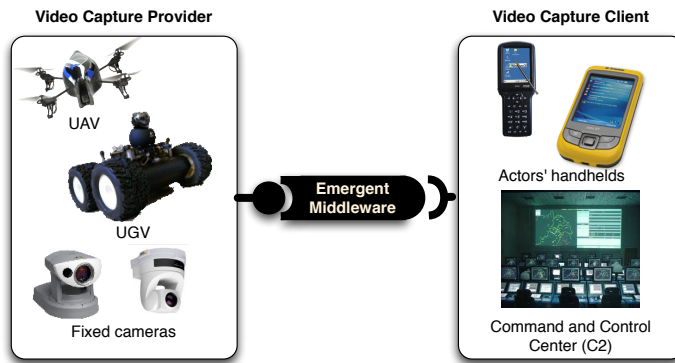 Video Capture Provider
UAV
UGV
Fixed cameras
Emergent
Middleware
Video Capture Client
Actors' handhelds
Command and Control
Center (C2)